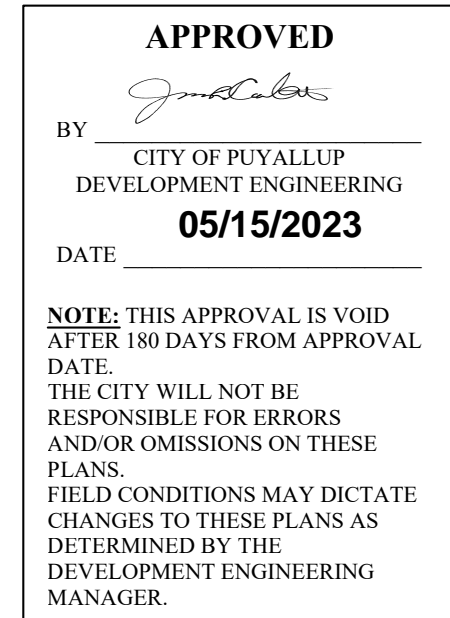 APPROVED
BY
CITY OF PUYALLUP
DEVELOPMENT ENGINEERING
05/15/2023
DATE
NOTE: THIS APPROVAL IS VOID
AFTER 180 DAYS FROM APPROVAL
DATE.
THE CITY WILL NOT BE
RESPONSIBLE FOR ERRORS
AND/OR OMISSIONS ON THESE
PLANS.
FIELD CONDITIONS MAY DICTATE
CHANGES TO THESE PLANS AS
DETERMINED BY THE
DEVELOPMENT ENGINEERING
MANAGER.